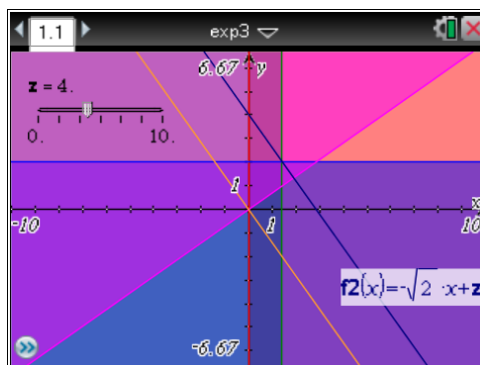 1.1 exp3
6.67 y
z = 4.
0. 10.
1
-10 1 x 10
f2(x)=-√2 ·x+z
-6.67